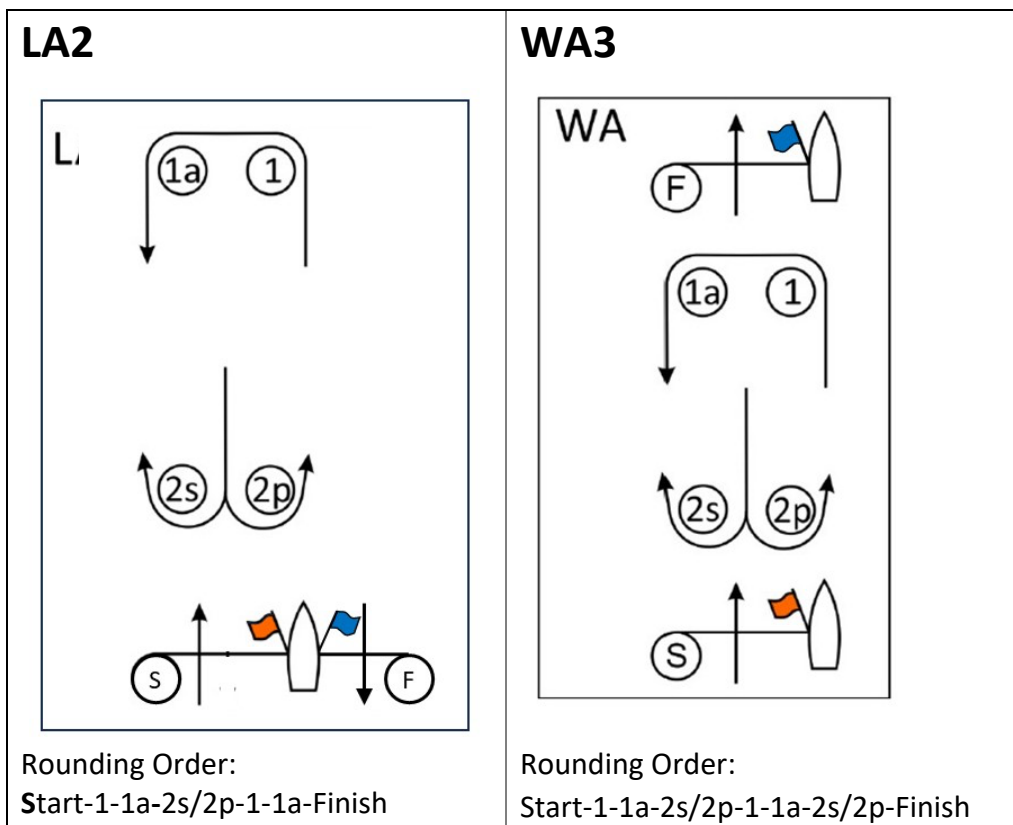 LA2
L
1a 1
2s 2p
S F
Rounding Order:
Start-1-1a-2s/2p-1-1a-Finish
WA3
WA
F
1a 1
2s 2p
S
Rounding Order:
Start-1-1a-2s/2p-1-1a-2s/2p-Finish